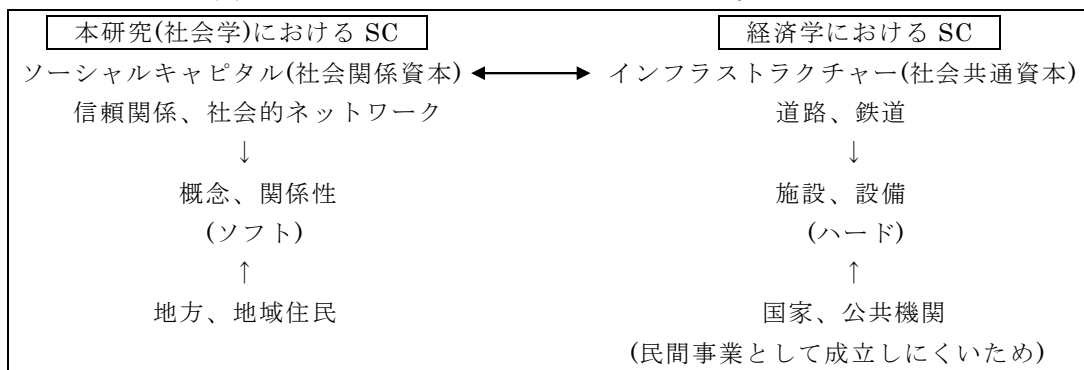 本研究(社会学)における SC
経済学における SC
ソーシャルキャピタル(社会関係資本)
インフラストラクチャー(社会共通資本)
信頼関係、社会的ネットワーク
道路、鉄道
↓
↓
概念、関係性
施設、設備
(ソフト)
(ハード)
↑
↑
地方、地域住民
国家、公共機関
(民間事業として成立しにくいため)